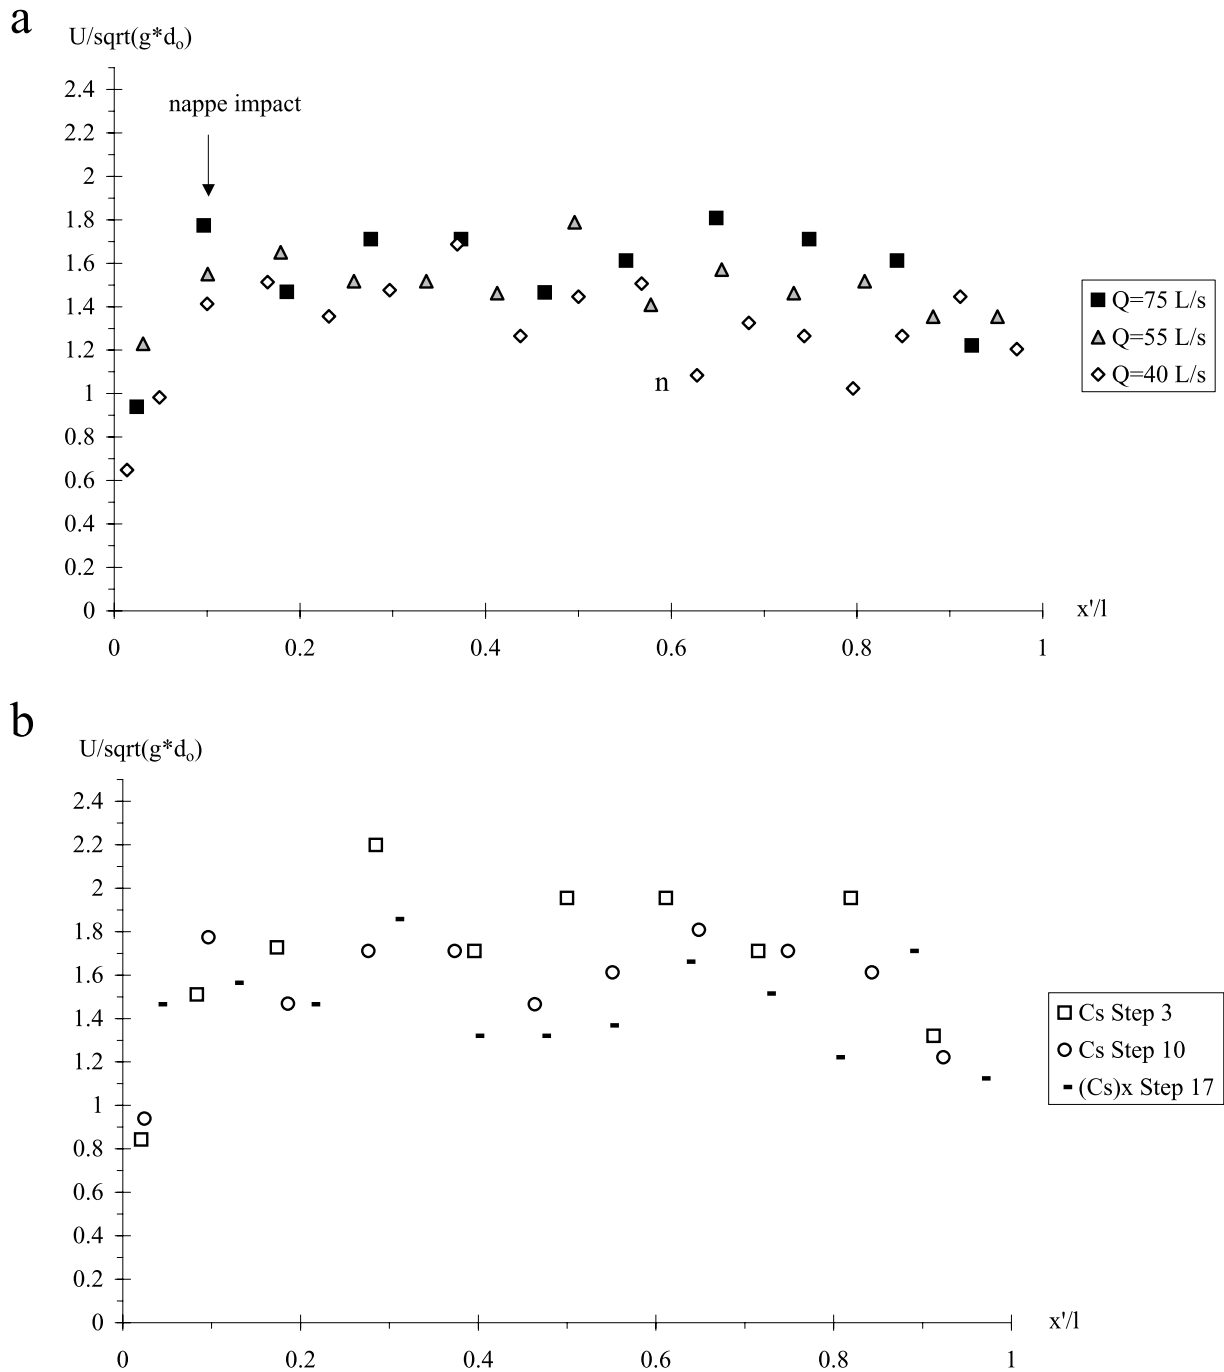 a
U/sqrt(g*do)
2.4
nappe impact
2.2
2
1.8
1.6
1.4
1.2
1
0.8
0.6
0.4
0.2
0
n
Q=75 L/s
Q=55 L/s
Q=40 L/s
x'/l
0 0.2 0.4 0.6 0.8 1
b
U/sqrt(g*do)
2.4
2.2
2
1.8
1.6
1.4
1.2
1
0.8
0.6
0.4
0.2
0
Cs Step 3
Cs Step 10
(Cs)x Step 17
x'/l
0 0.2 0.4 0.6 0.8 1